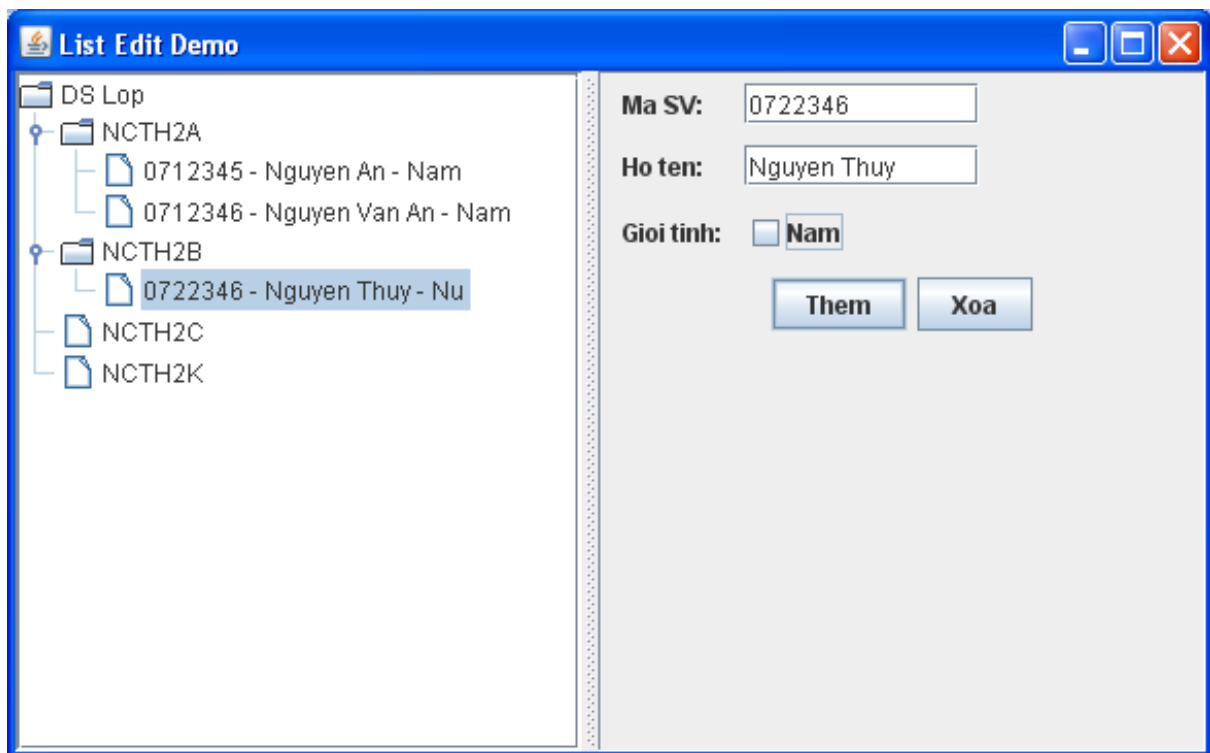 List Edit Demo
DS Lop
NCTH2A
0712345 - Nguyen An - Nam
0712346 - Nguyen Van An - Nam
NCTH2B
0722346 - Nguyen Thuy - Nu
NCTH2C
NCTH2K
Ma SV: 0722346
Ho ten: Nguyen Thuy
Gioi tinh: Nam
Them Xoa